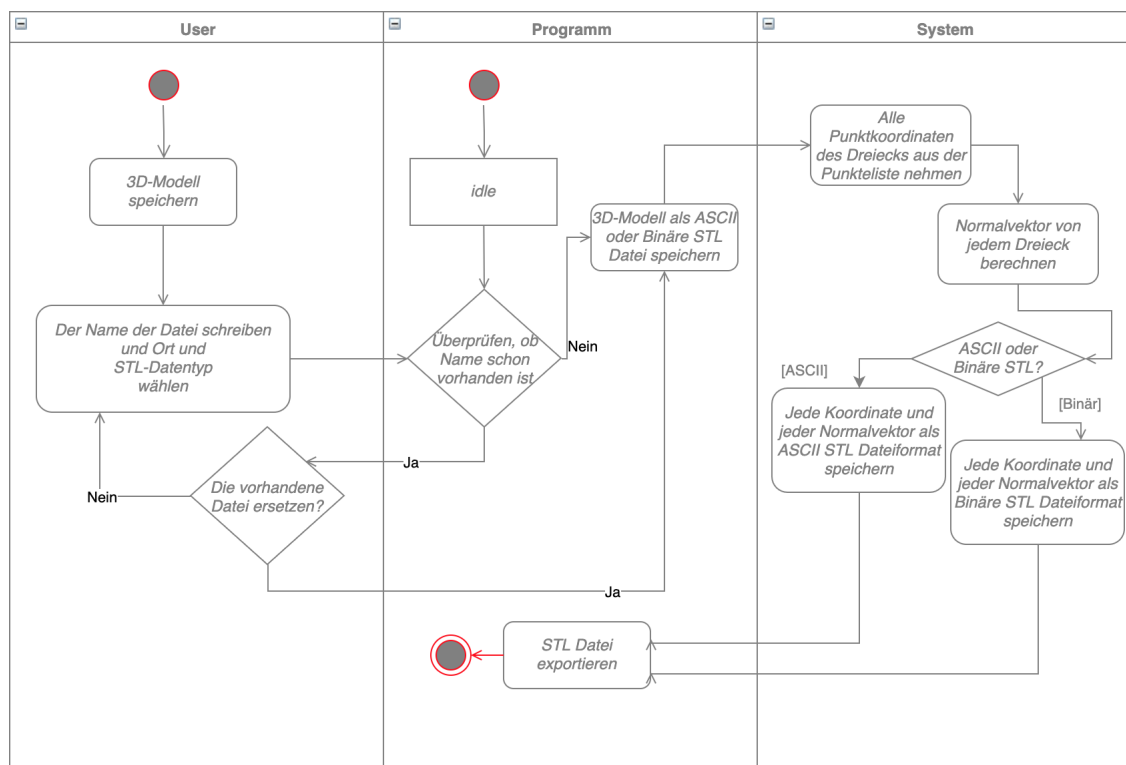 User
Programm
System
3D-Modell
speichern
Der Name der Datei schreiben
und Ort und
STL-Datentyp
wählen
idle
Überprüfen, ob
Name schon
vorhanden ist
Nein
Ja
Die vorhandene
Datei ersetzen?
Nein
Ja
3D-Modell als ASCII
oder Binäre STL
Datei speichern
Alle
Punktkoordinaten
des Dreiecks aus der
Punkteliste nehmen
Normalvektor von
jedem Dreieck
berechnen
ASCII oder
Binäre STL?
[ASCII]
[Binär]
Jede Koordinate und
jeder Normalvektor als
ASCII STL Dateiformat
speichern
Jede Koordinate und
jeder Normalvektor als
Binäre STL Dateiformat
speichern
STL Datei
exportieren